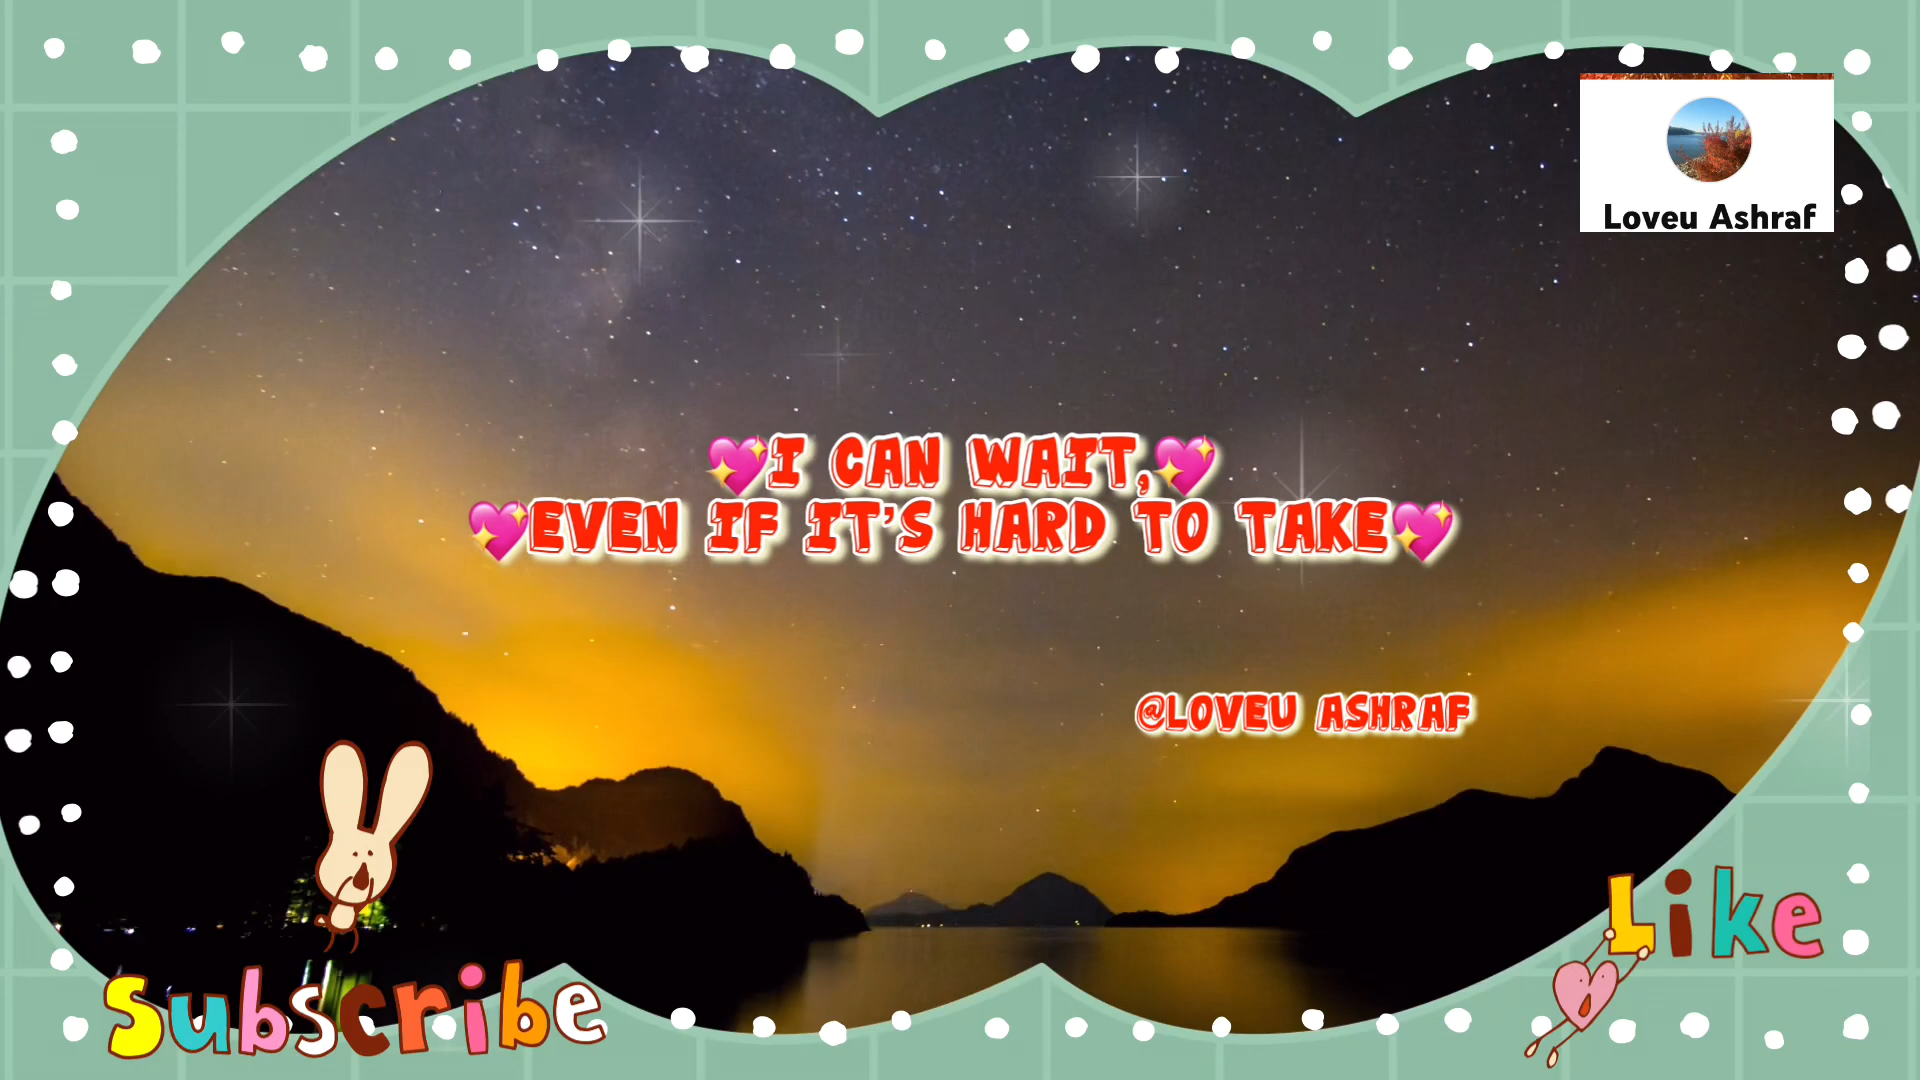 Loveu Ashraf
💖I CAN WAIT,💖
💖EVEN IF IT'S HARD TO TAKE💖
@LOVEU ASHRAF
Like
Subscribe